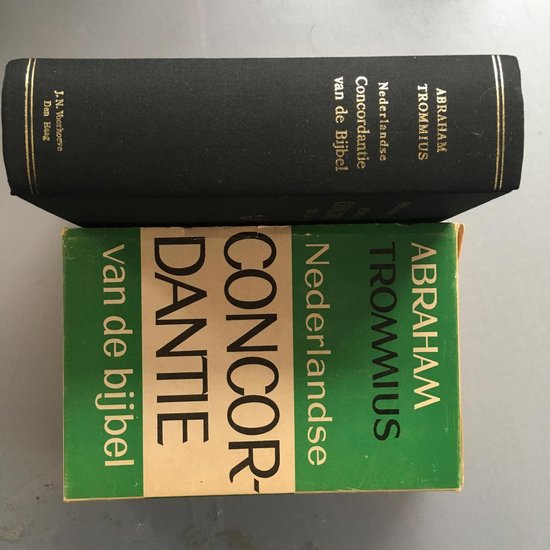 ABRAHAM
TROMMIUS
Nederlandse
Concordantie
van de Bijbel
J. N. Voorhoeve
Den Haag
ABRAHAM
TROMMIUS
Nederlandse
CONCOR-
DANTIE
van de bijbel